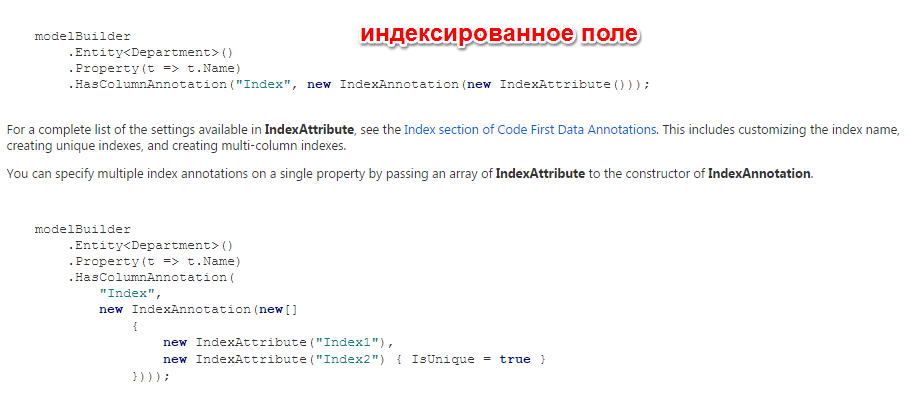 индексированное поле
modelBuilder
.Entity<Department>()
.Property(t => t.Name)
.HasColumnAnnotation("Index", new IndexAnnotation(new IndexAttribute()));
For a complete list of the settings available in IndexAttribute, see the Index section of Code First Data Annotations. This includes customizing the index name,
creating unique indexes, and creating multi-column indexes.
You can specify multiple index annotations on a single property by passing an array of IndexAttribute to the constructor of IndexAnnotation.
modelBuilder
.Entity<Department>()
.Property(t => t.Name)
.HasColumnAnnotation(
"Index",
new IndexAnnotation(new[]
{
new IndexAttribute("Index1"),
new IndexAttribute("Index2") { IsUnique = true }
})));